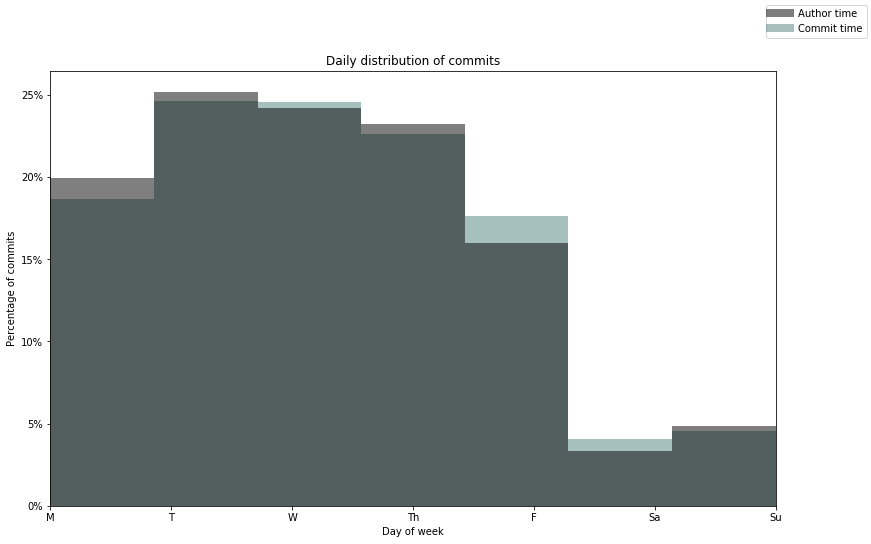 Author time
Commit time
Daily distribution of commits
25%
20%
15%
10%
5%
0%
Percentage of commits
M T W Th F Sa Su
Day of week